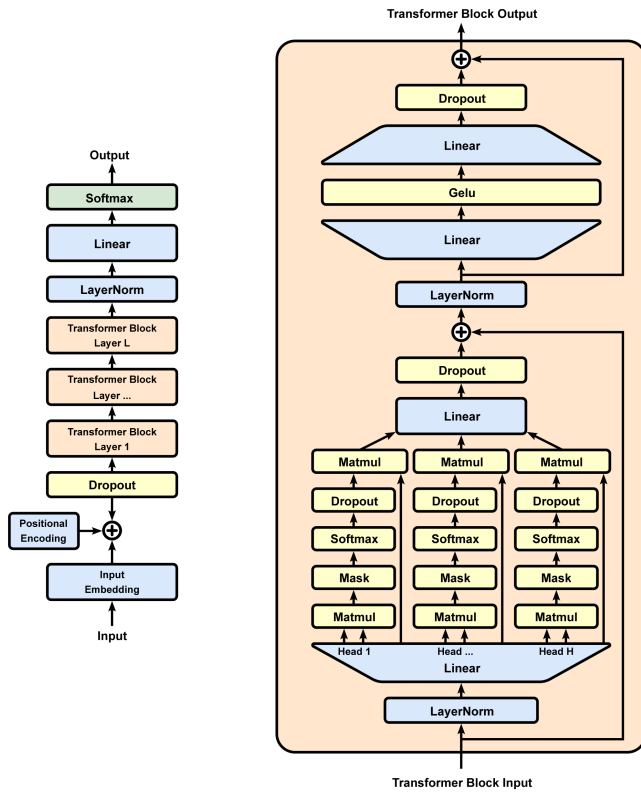 Output
Softmax
Linear
LayerNorm
Transformer Block
Layer L
Transformer Block
Layer ...
Transformer Block
Layer 1
Dropout
Positional
Encoding
Input
Embedding
Input
Transformer Block Output
Dropout
Linear
Gelu
Linear
LayerNorm
Dropout
Linear
Matmul Matmul Matmul
Dropout Dropout Dropout
Softmax Softmax Softmax
Mask Mask Mask
Matmul Matmul Matmul
Head 1 Head ... Head H
Linear
LayerNorm
Transformer Block Input